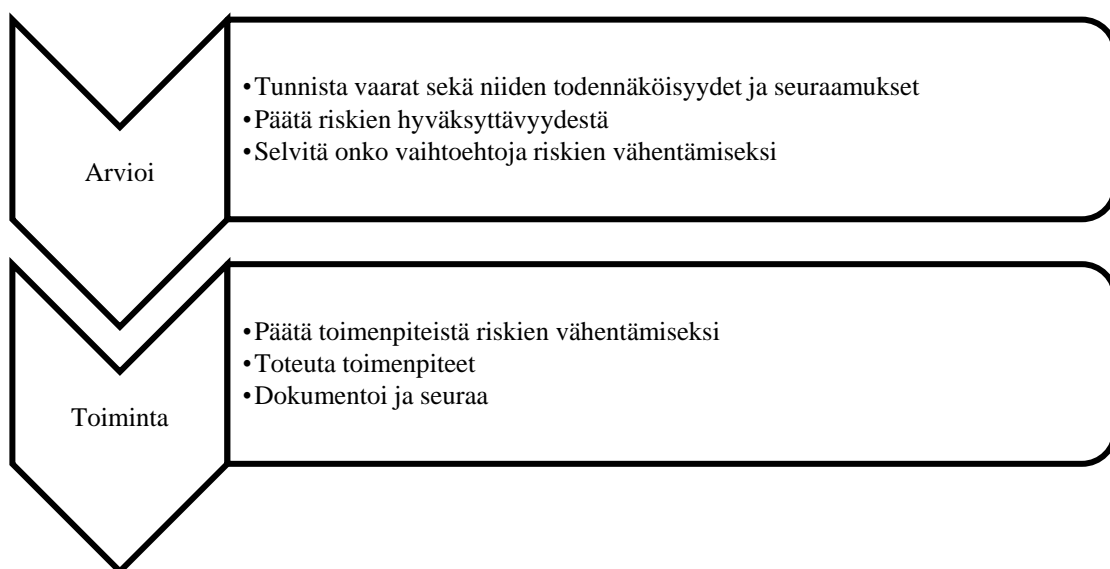 Arvioi
•Tunnista vaarat sekä niiden todennäköisyydet ja seuraamukset
•Päätä riskien hyväksyttävyydestä
•Selvitä onko vaihtoehtoja riskien vähentämiseksi
Toiminta
•Päätä toimenpiteistä riskien vähentämiseksi
•Toteuta toimenpiteet
•Dokumentoi ja seuraa